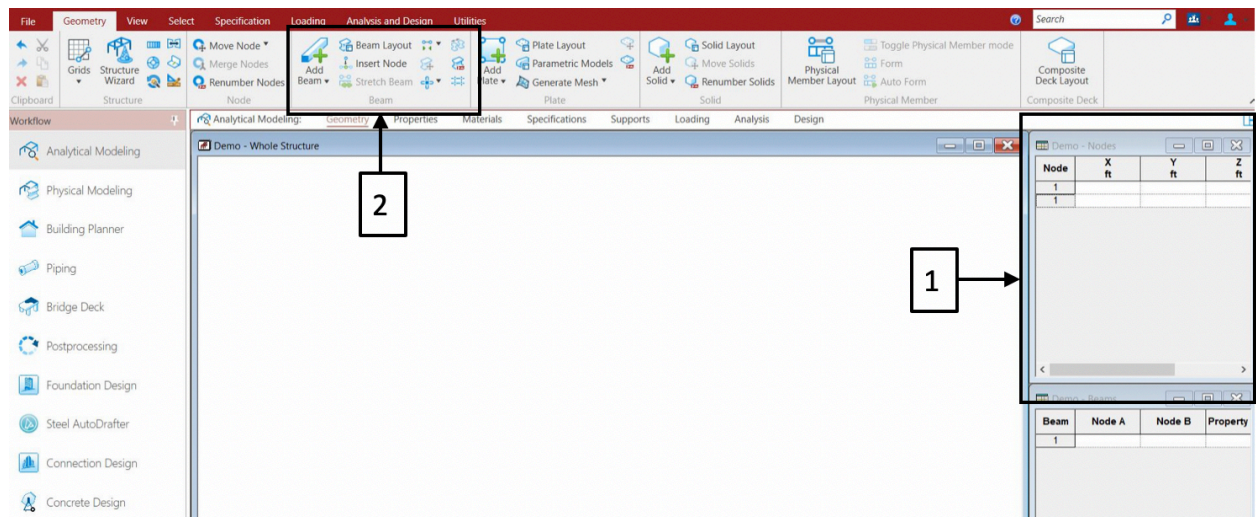 File Geometry View Select Specification Loading Analysis and Design Utilities Search
Move Node Beam Layout Plate Layout Solid Layout Toggle Physical Member mode
Merge Nodes Insert Node Parametric Models Move Solids Form
Renumber Nodes Stretch Beam Generate Mesh Renumber Solids Auto Form
Grids Structure Wizard Add Beam Add Plate Add Solid Physical Member Layout Composite Deck Layout
Clipboard Structure Node Beam Plate Solid Physical Member Composite Deck
Workflow
Analytical Modeling: Geometry Properties Materials Specifications Supports Loading Analysis Design
Analytical Modeling
Physical Modeling
Building Planner
Piping
Bridge Deck
Postprocessing
Foundation Design
Steel AutoDrafter
Connection Design
Concrete Design
Demo - Whole Structure
2
1
Demo - Nodes
Node X ft Y ft Z ft
1
1
Demo - Beams
Beam Node A Node B Property
1